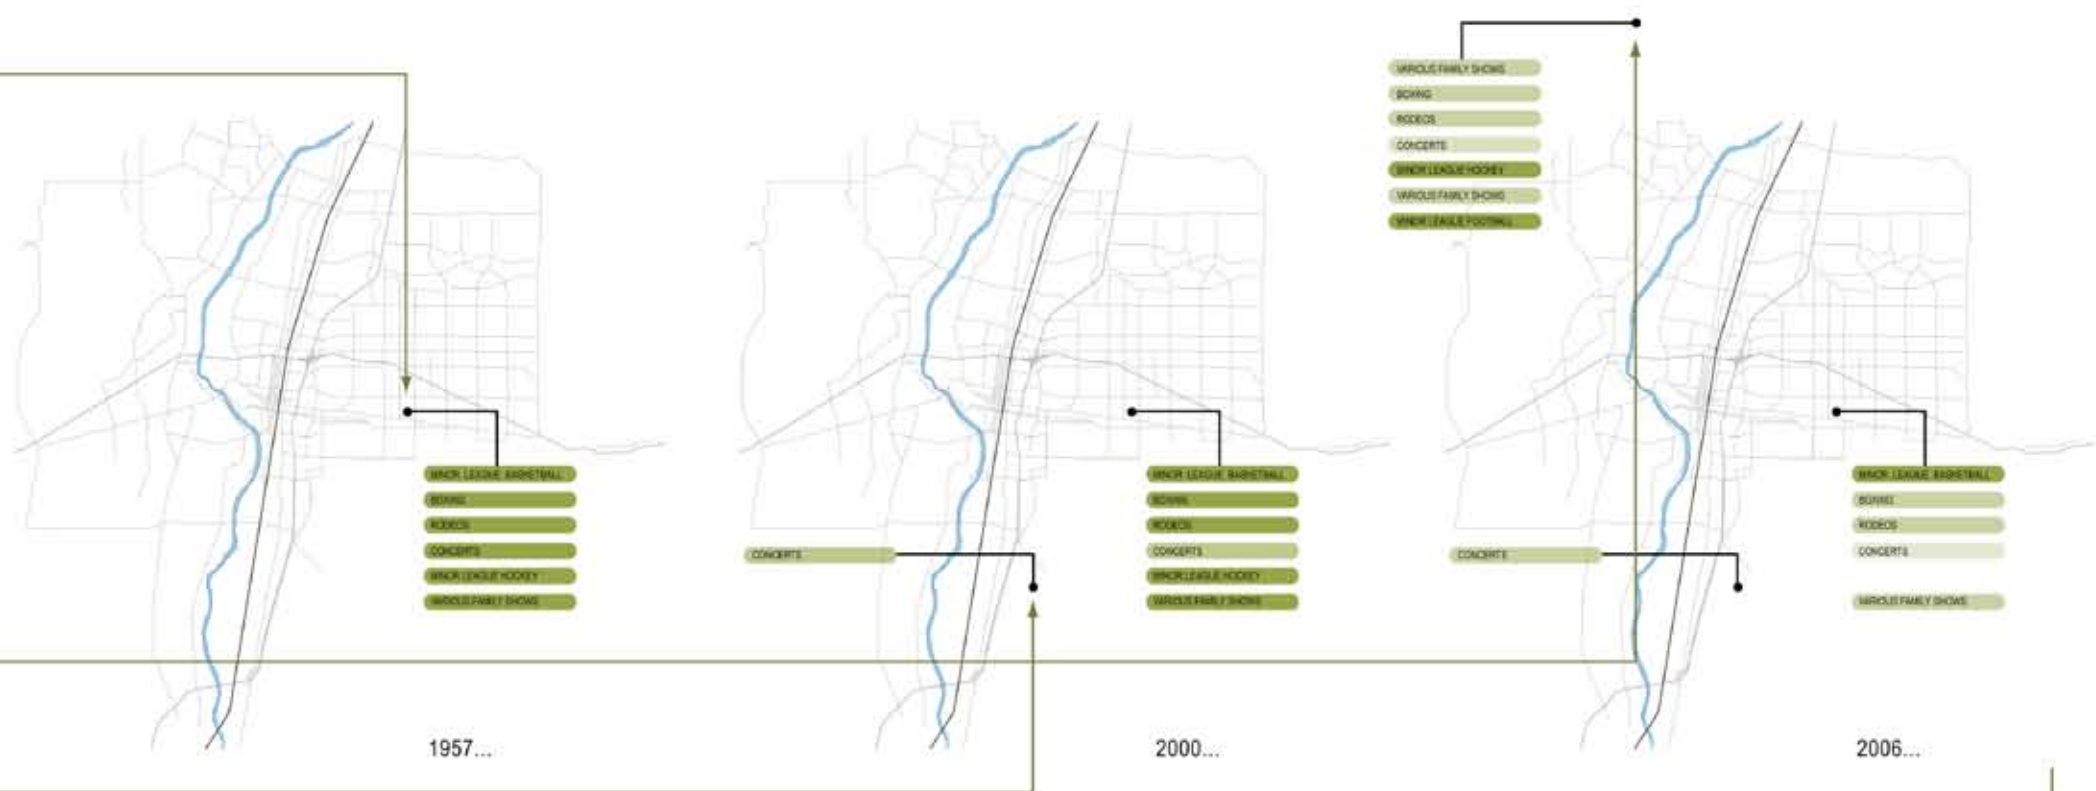 MINOR LEAGUE BASKETBALL
BOXING
RODEOS
CONCERTS
MINOR LEAGUE HOCKEY
VARIOUS FAMILY SHOWS
1957...
CONCERTS
MINOR LEAGUE BASKETBALL
BOXING
RODEOS
CONCERTS
MINOR LEAGUE HOCKEY
VARIOUS FAMILY SHOWS
2000...
VARIOUS FAMILY SHOWS
BOXING
RODEOS
CONCERTS
MINOR LEAGUE HOCKEY
VARIOUS FAMILY SHOWS
MINOR LEAGUE FOOTBALL
CONCERTS
MINOR LEAGUE BASKETBALL
BOXING
RODEOS
CONCERTS
VARIOUS FAMILY SHOWS
2006...